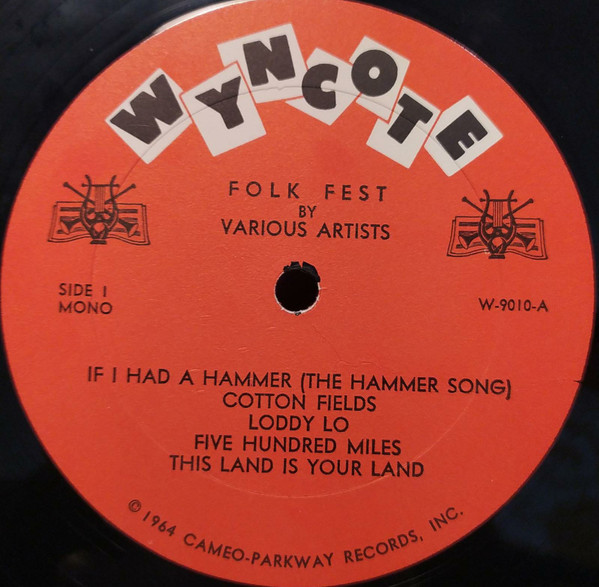 WYNCOTE
FOLK FEST
BY
VARIOUS ARTISTS
SIDE 1
MONO
W-9010-A
IF I HAD A HAMMER (THE HAMMER SONG)
COTTON FIELDS
LODDY LO
FIVE HUNDRED MILES
THIS LAND IS YOUR LAND
© 1964 CAMEO-PARKWAY RECORDS, INC.